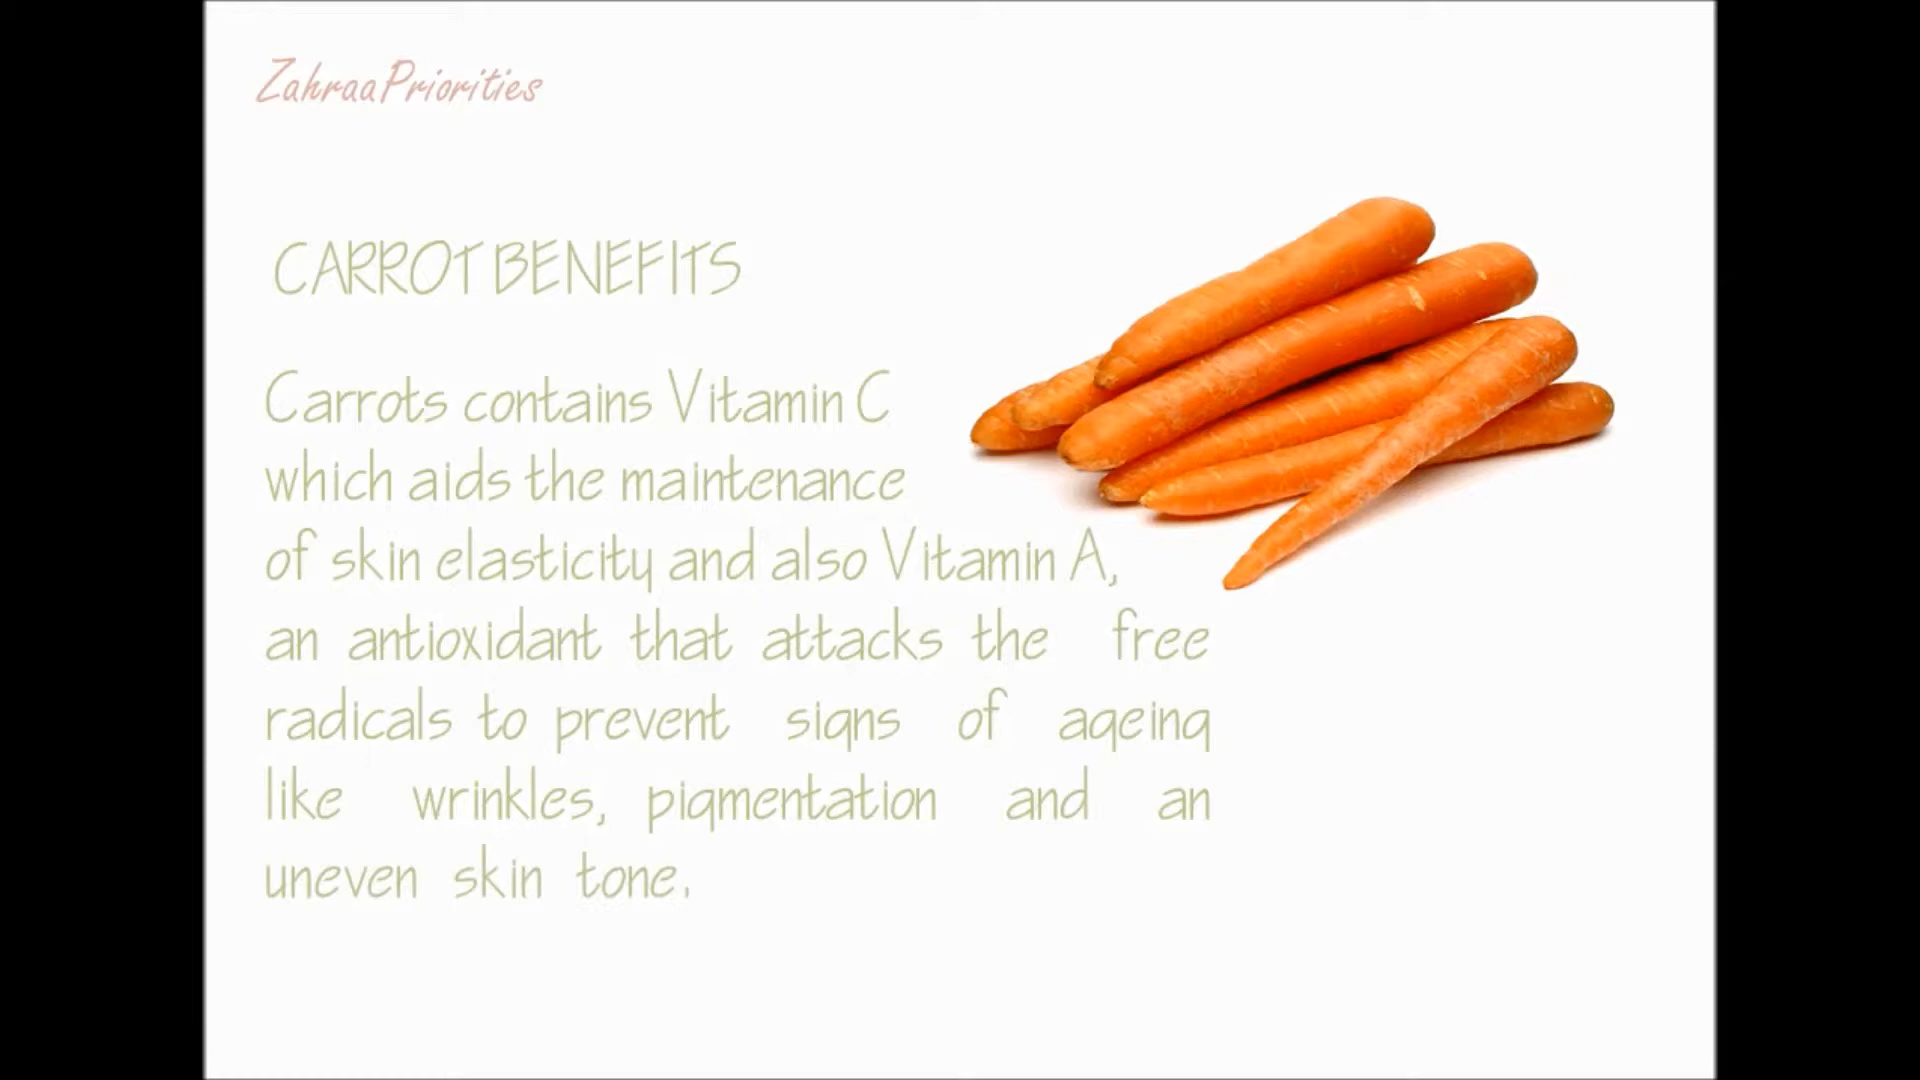 ZahraaPriorities
CARROT BENEFITS
Carrots contains Vitamin C
which aids the maintenance
of skin elasticity and also Vitamin A,
an antioxidant that attacks the free
radicals to prevent signs of ageing
like wrinkles, pigmentation and an
uneven skin tone.